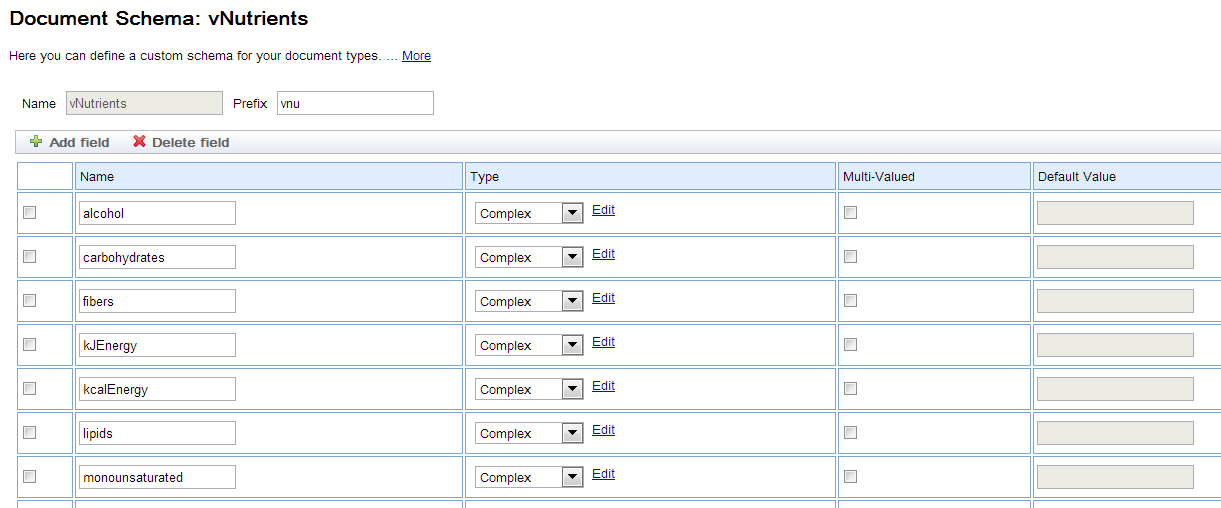 Document Schema: vNutrients
Here you can define a custom schema for your document types. ... More
Name vNutrients Prefix vnu
Add field Delete field
Name Type Multi-Valued Default Value
alcohol Complex Edit
carbohydrates Complex Edit
fibers Complex Edit
kJEnergy Complex Edit
kcalEnergy Complex Edit
lipids Complex Edit
monounsaturated Complex Edit